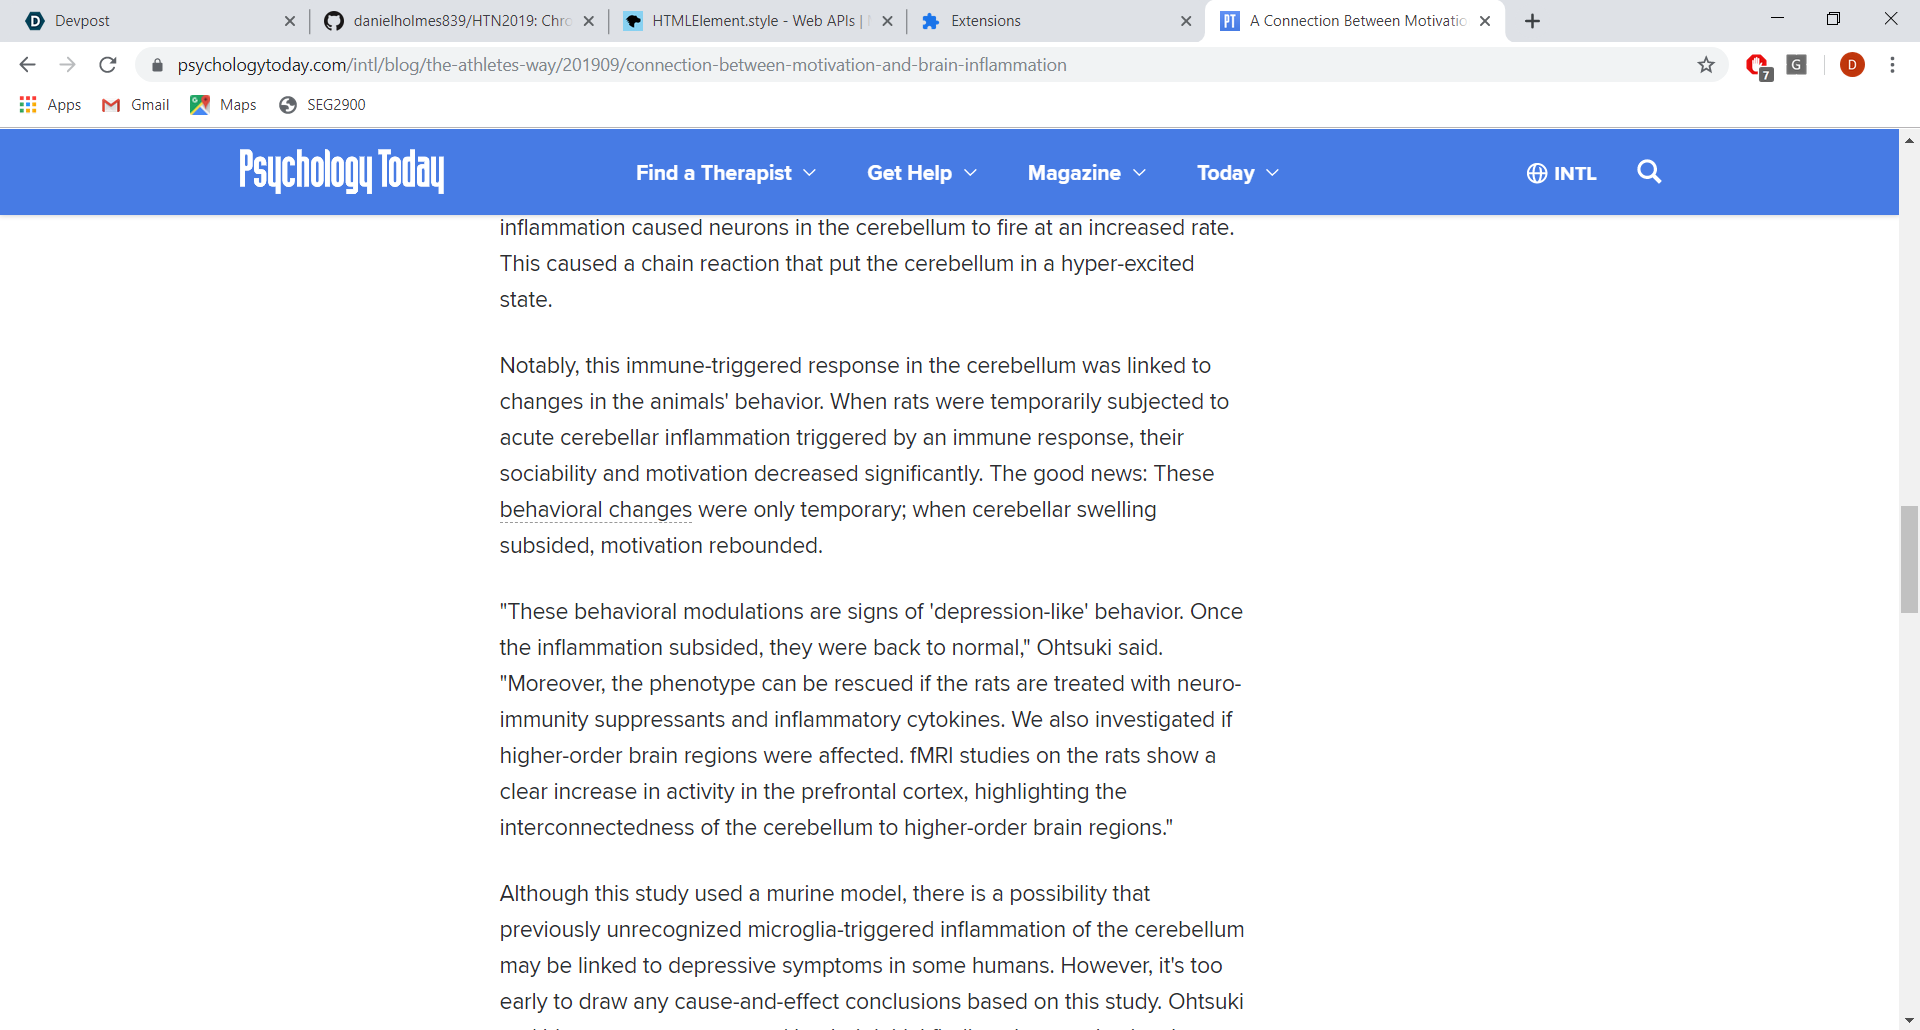 Devpost
danielholmes839/HTN2019: Chro
HTMLElement.style - Web APIs |
Extensions
PT A Connection Between Motivatio
psychologytoday.com/intl/blog/the-athletes-way/201909/connection-between-motivation-and-brain-inflammation
7 G D
Apps Gmail Maps SEG2900
Psychology Today Find a Therapist Get Help Magazine Today INTL
inflammation caused neurons in the cerebellum to fire at an increased rate.
This caused a chain reaction that put the cerebellum in a hyper-excited
state.
Notably, this immune-triggered response in the cerebellum was linked to
changes in the animals' behavior. When rats were temporarily subjected to
acute cerebellar inflammation triggered by an immune response, their
sociability and motivation decreased significantly. The good news: These
behavioral changes were only temporary; when cerebellar swelling
subsided, motivation rebounded.
"These behavioral modulations are signs of 'depression-like' behavior. Once
the inflammation subsided, they were back to normal," Ohtsuki said.
"Moreover, the phenotype can be rescued if the rats are treated with neuro-
immunity suppressants and inflammatory cytokines. We also investigated if
higher-order brain regions were affected. fMRI studies on the rats show a
clear increase in activity in the prefrontal cortex, highlighting the
interconnectedness of the cerebellum to higher-order brain regions."
Although this study used a murine model, there is a possibility that
previously unrecognized microglia-triggered inflammation of the cerebellum
may be linked to depressive symptoms in some humans. However, it's too
early to draw any cause-and-effect conclusions based on this study. Ohtsuki